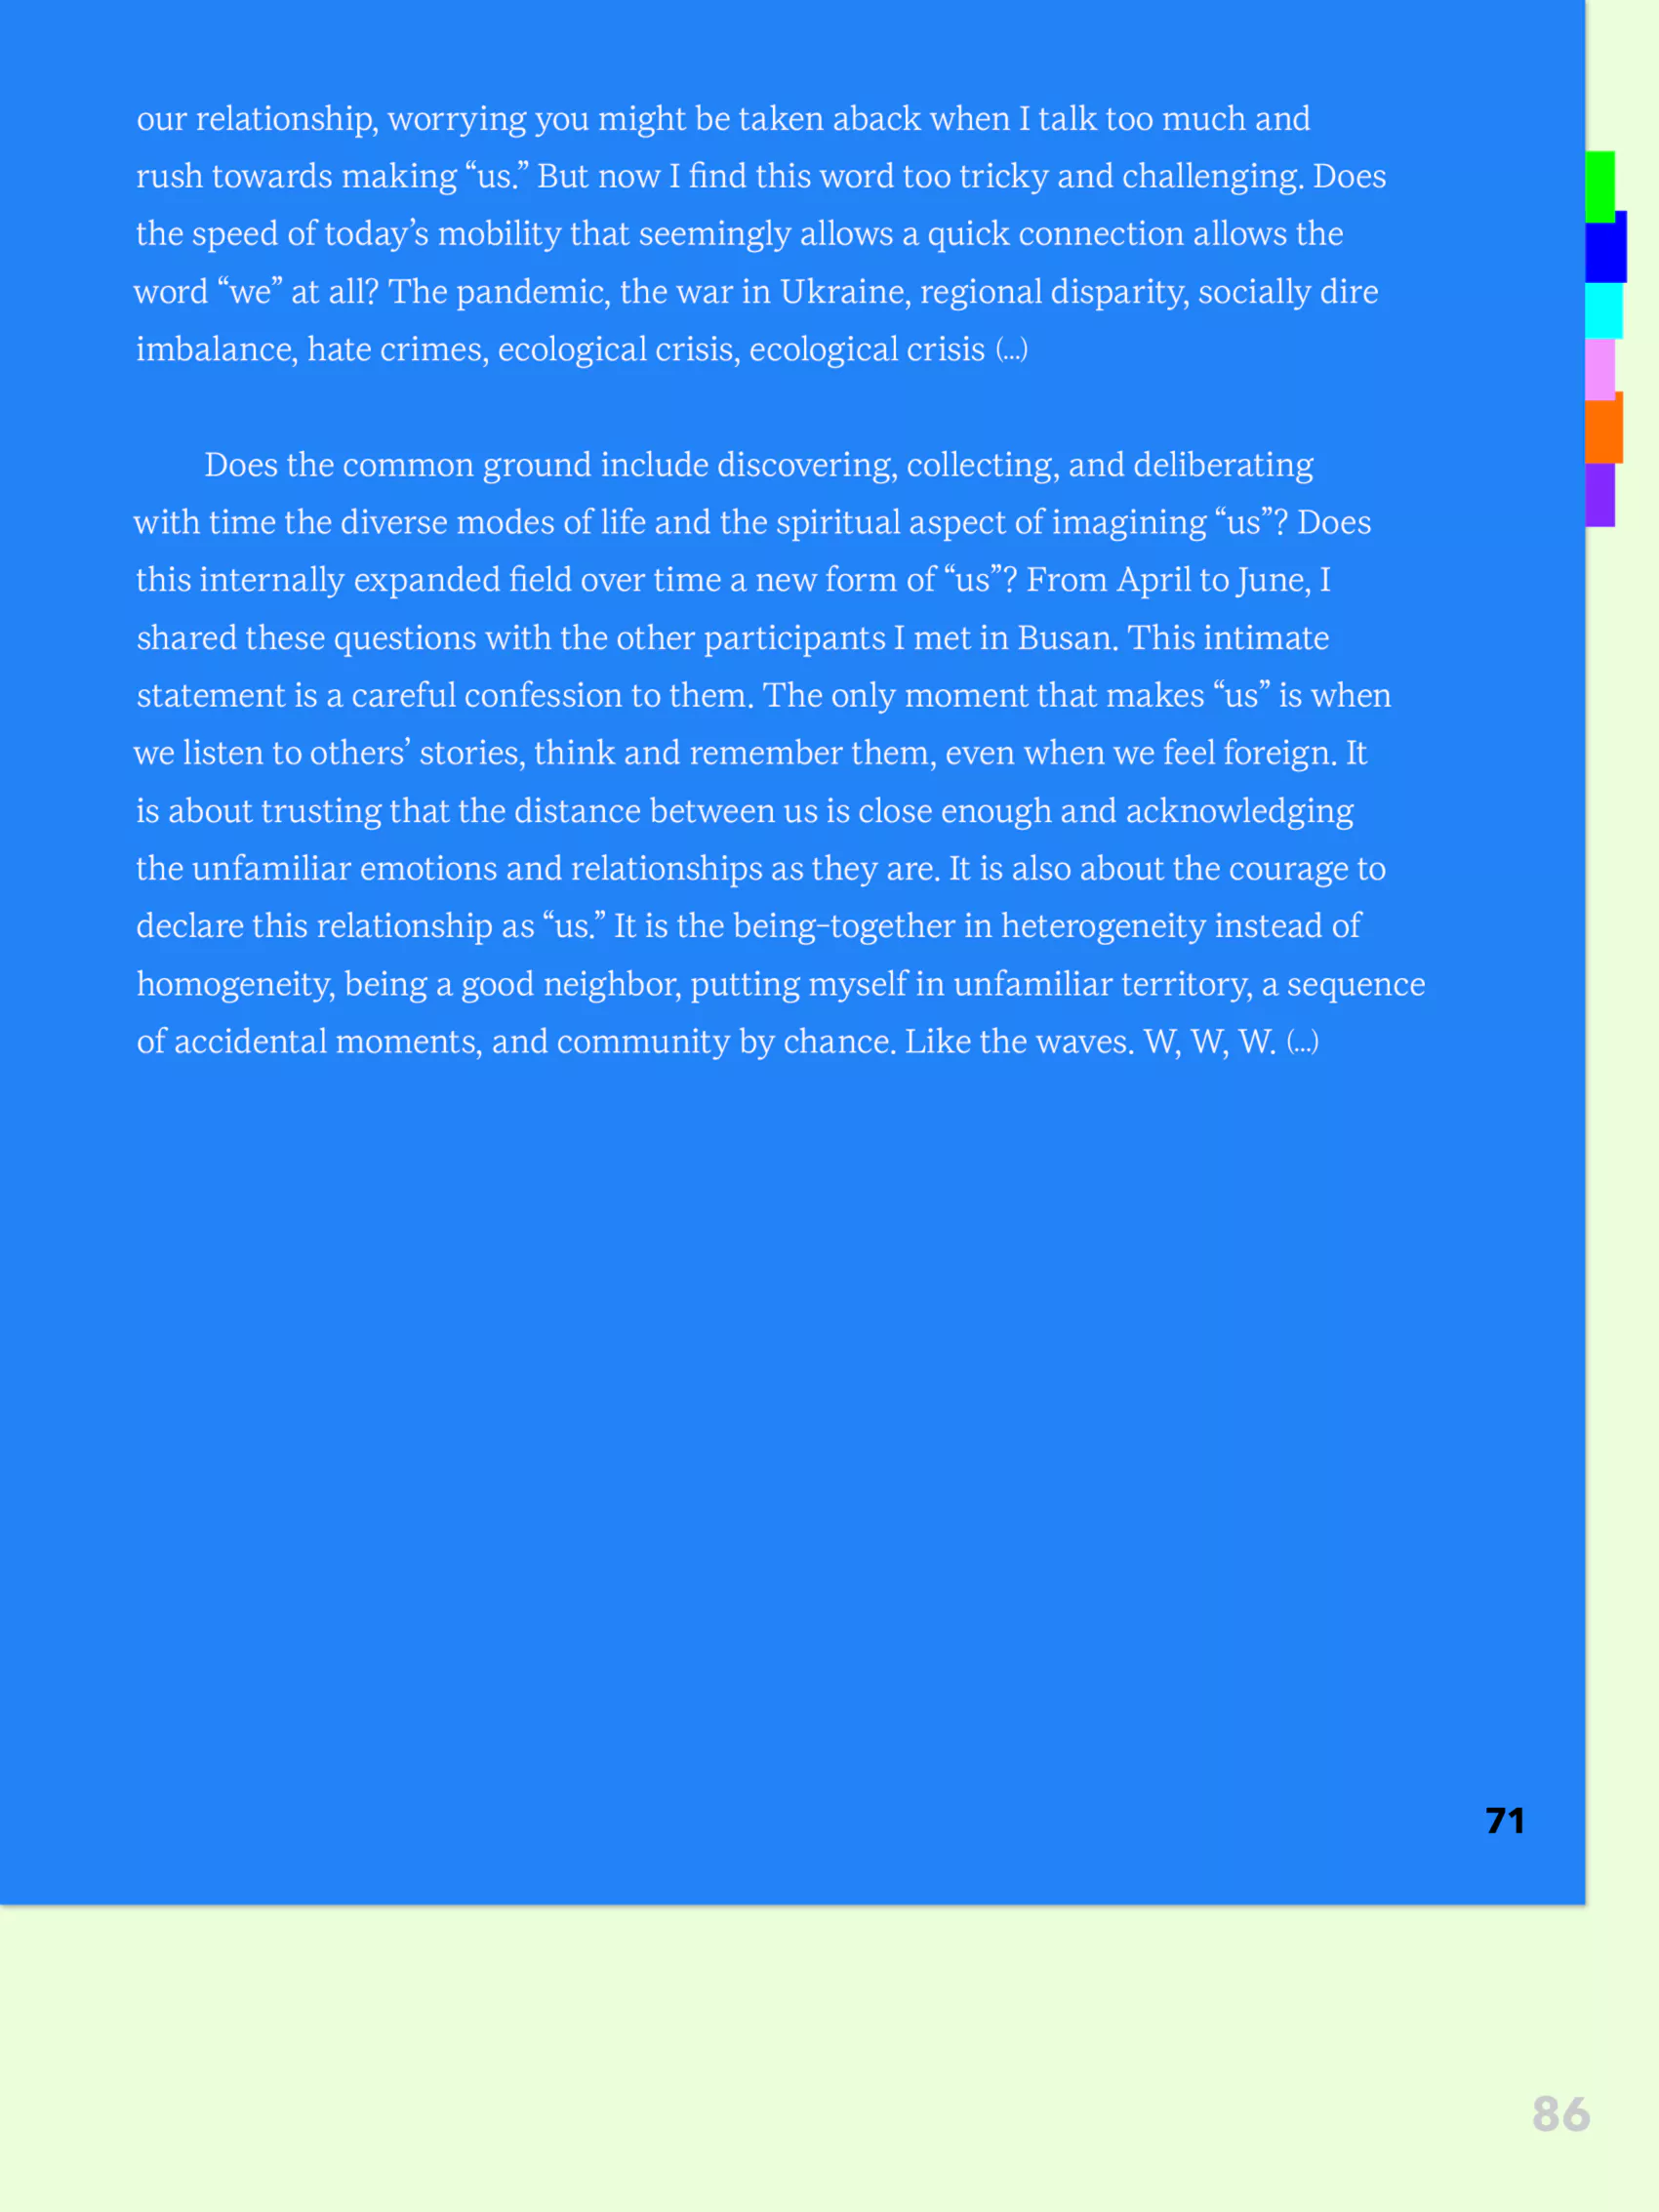 our relationship, worrying you might be taken aback when I talk too much and
rush towards making “us.” But now I find this word too tricky and challenging. Does
the speed of today’s mobility that seemingly allows a quick connection allows the
word “we” at all? The pandemic, the war in Ukraine, regional disparity, socially dire
imbalance, hate crimes, ecological crisis, ecological crisis (...)
Does the common ground include discovering, collecting, and deliberating
with time the diverse modes of life and the spiritual aspect of imagining “us”? Does
this internally expanded field over time a new form of “us”? From April to June, I
shared these questions with the other participants I met in Busan. This intimate
statement is a careful confession to them. The only moment that makes “us” is when
we listen to others’ stories, think and remember them, even when we feel foreign. It
is about trusting that the distance between us is close enough and acknowledging
the unfamiliar emotions and relationships as they are. It is also about the courage to
declare this relationship as “us.” It is the being-together in heterogeneity instead of
homogeneity, being a good neighbor, putting myself in unfamiliar territory, a sequence
of accidental moments, and community by chance. Like the waves. W, W, W. (...)
71
86